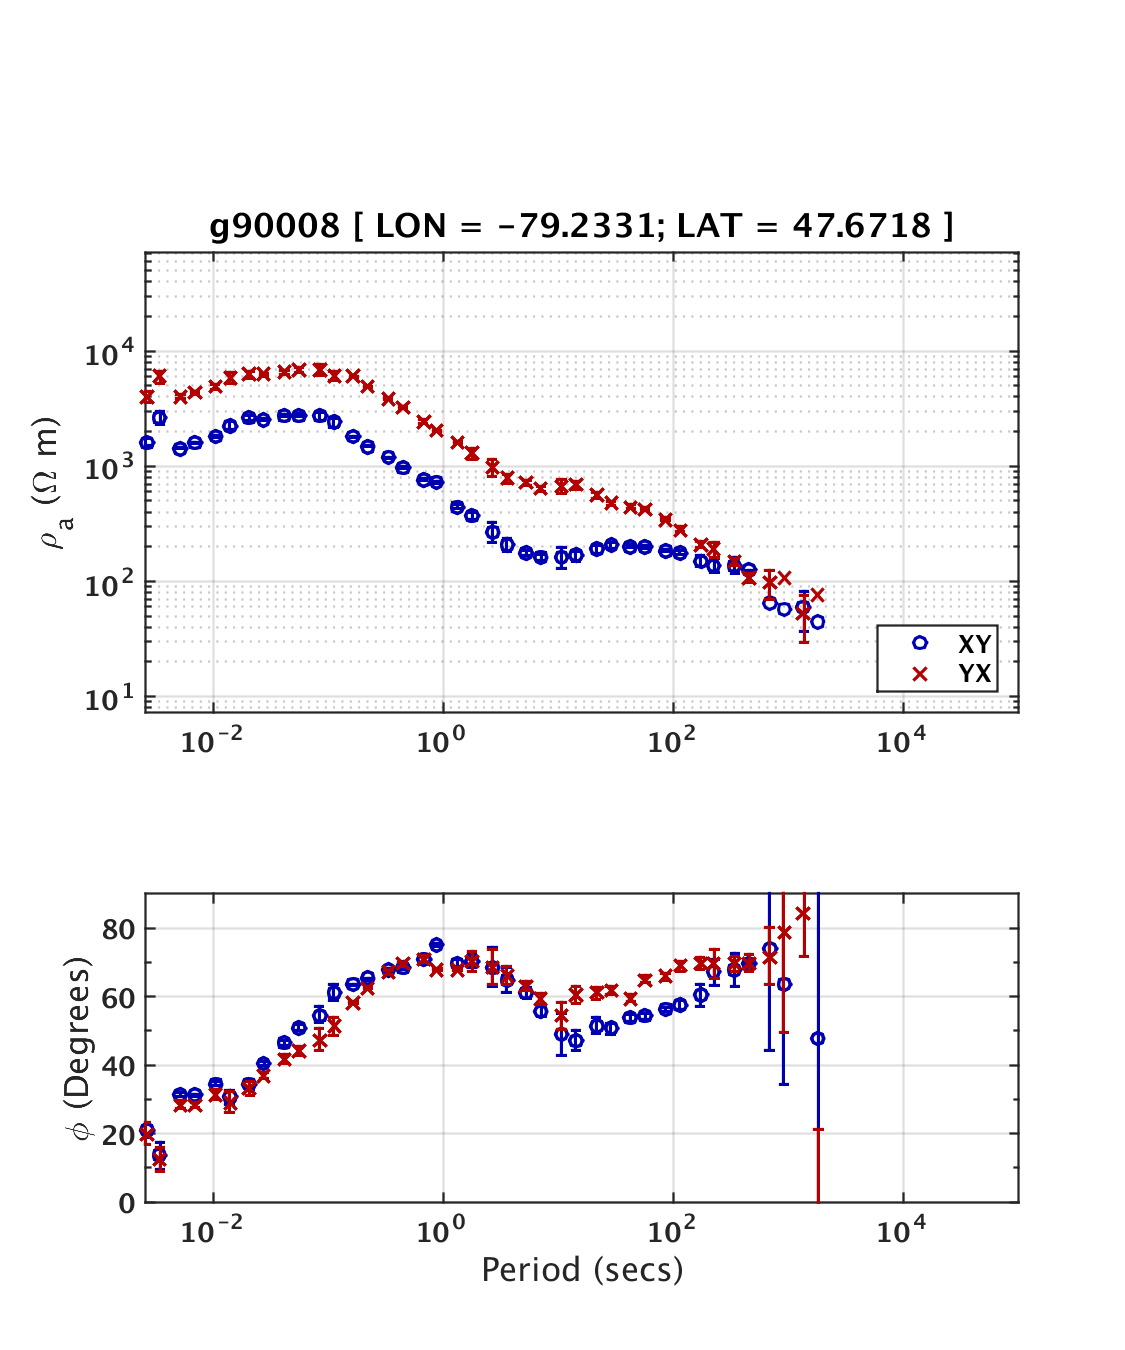 g90008 [ LON = -79.2331; LAT = 47.6718 ]
ρa (Ω m)
10^4
10^3
10^2
10^1
XY
YX
10^-2 10^0 10^2 10^4
ϕ (Degrees)
80
60
40
20
0
10^-2 10^0 10^2 10^4
Period (secs)